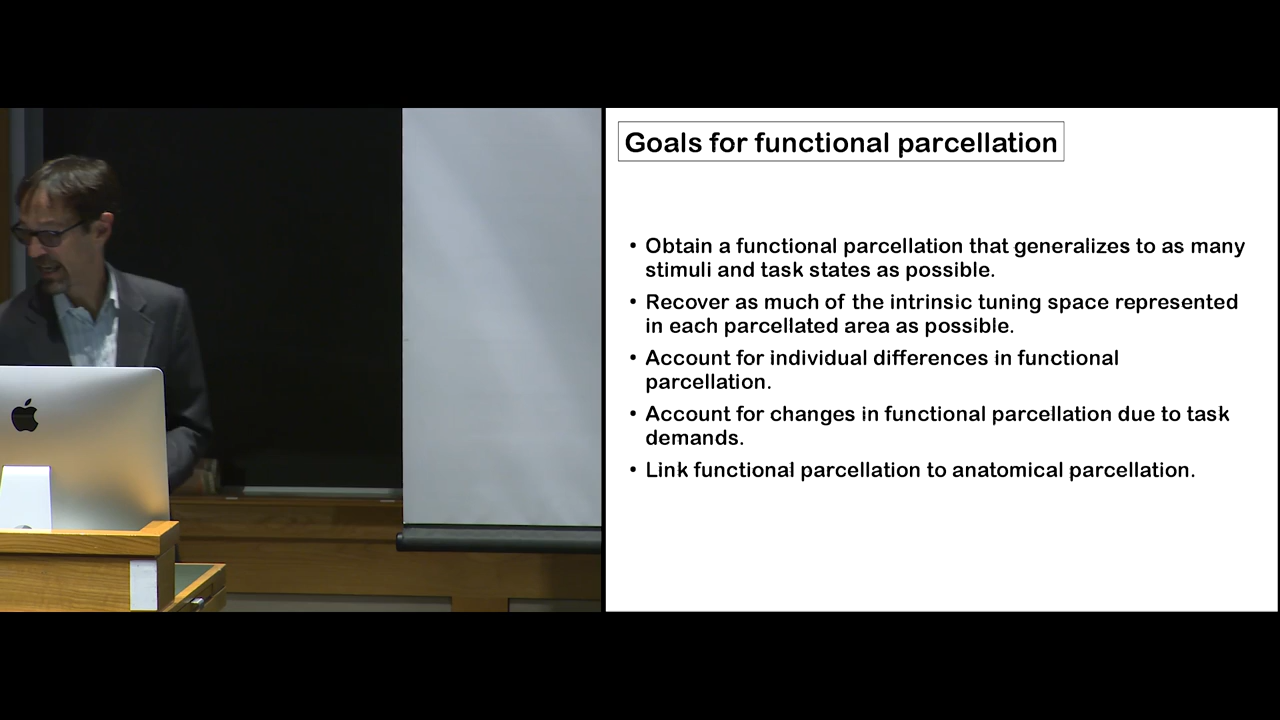 Goals for functional parcellation
• Obtain a functional parcellation that generalizes to as many
stimuli and task states as possible.
• Recover as much of the intrinsic tuning space represented
in each parcellated area as possible.
• Account for individual differences in functional
parcellation.
• Account for changes in functional parcellation due to task
demands.
• Link functional parcellation to anatomical parcellation.